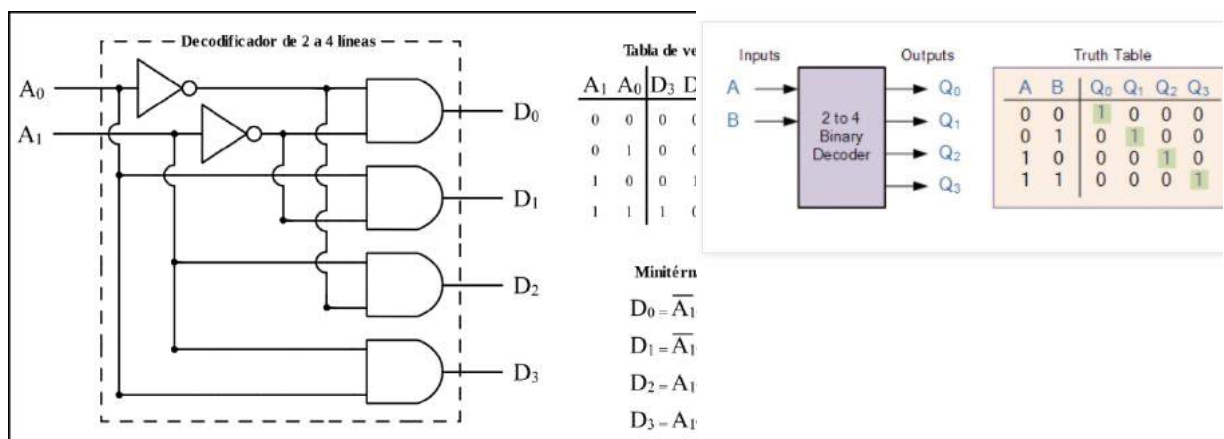 Decodificador de 2 a 4 líneas
A0
A1
D0
D1
D2
D3
Tabla de
A1 A0 D3
0 0 0
0 1 0
1 0 0
1 1 1 0
D0 = A1
D1 = A1
D2 = A1
D3 = A1
Inputs Outputs
A
B
2 to 4
Binary
Decoder
Q0
Q1
Q2
Q3
Truth Table
A B Q0 Q1 Q2 Q3
0 0 1 0 0 0
0 1 0 1 0 0
1 0 0 0 1 0
1 1 0 0 0 1